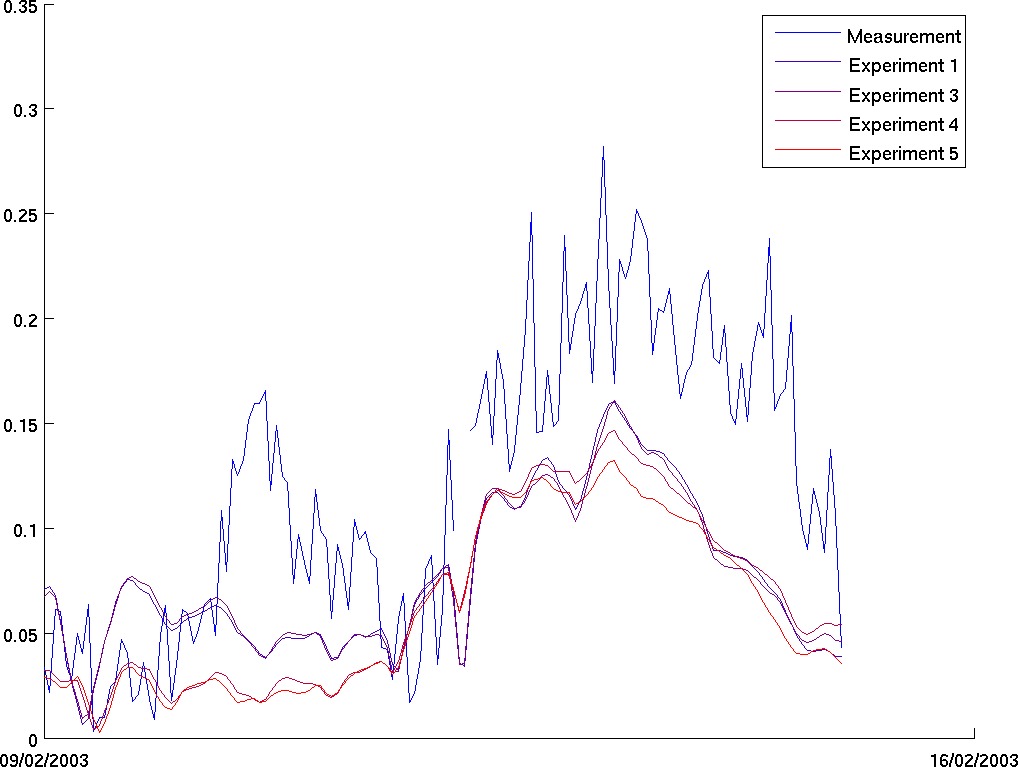 0.35
0.3
0.25
0.2
0.15
0.1
0.05
0
09/02/2003
16/02/2003
Measurement
Experiment 1
Experiment 3
Experiment 4
Experiment 5